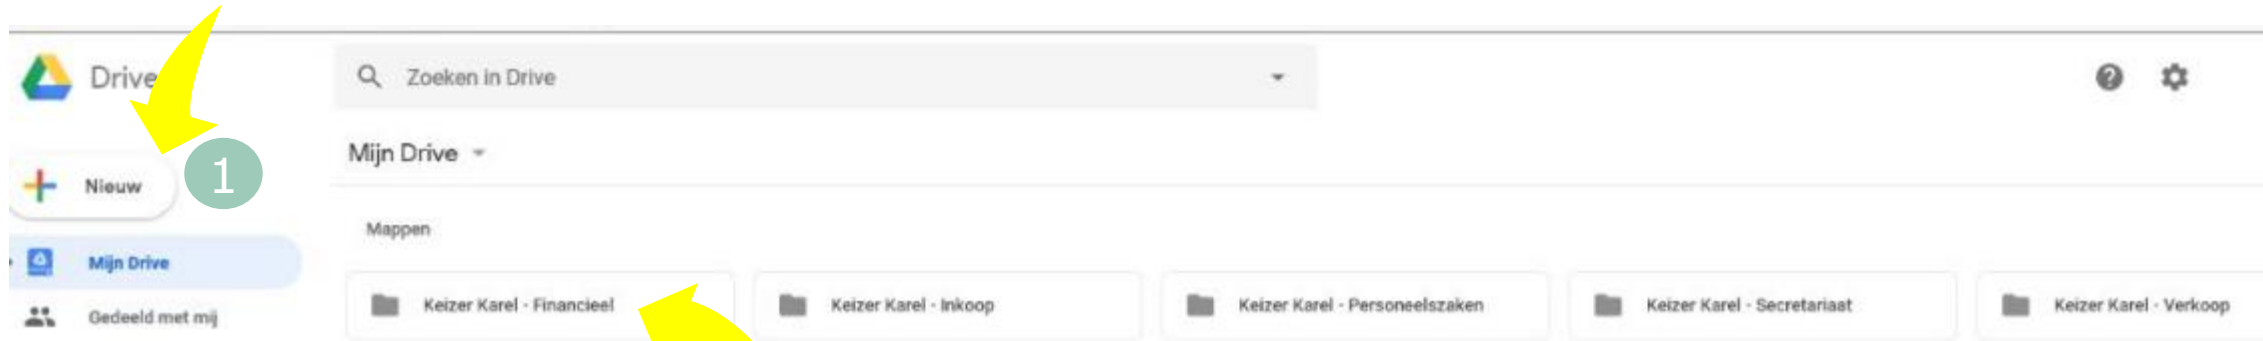 Drive
Zoeken in Drive
Mijn Drive
1
Nieuw
Mappen
Mijn Drive
Keizer Karel - Financieel
Keizer Karel - Inkoop
Keizer Karel - Personeelszaken
Keizer Karel - Secretariaat
Keizer Karel - Verkoop
Gedeeld met mij